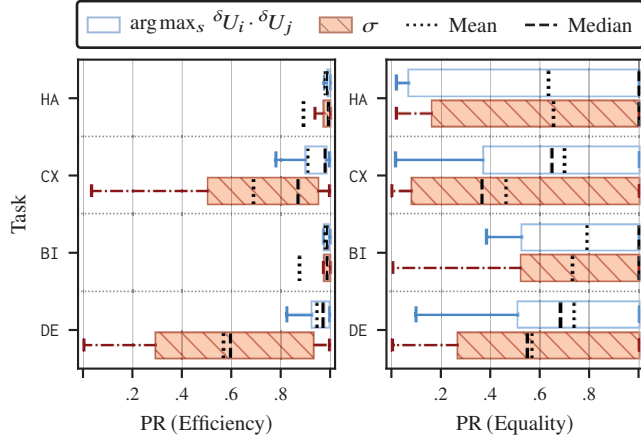 arg max_s ᵟU_i · ᵟU_j σ Mean Median
Task
HA
CX
BI
DE
.2 .4 .6 .8
PR (Efficiency)
HA
CX
BI
DE
.2 .4 .6 .8
PR (Equality)